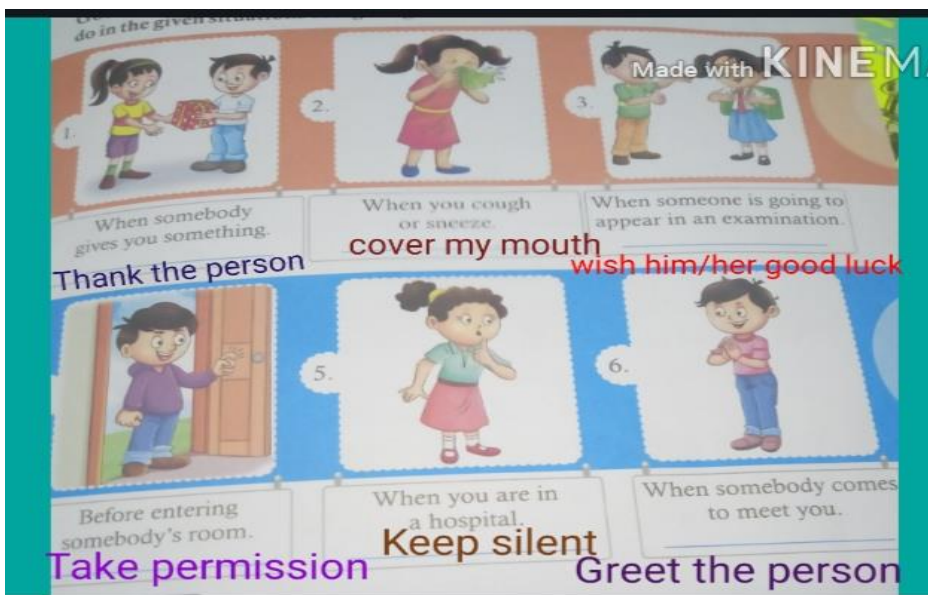 do in the given
Made with KINEMA
1.
2.
3.
When somebody
gives you something.
When you cough
or sneeze.
When someone is going to
appear in an examination.
Thank the person
cover my mouth
wish him/her good luck
5.
6.
Before entering
somebody's room.
When you are in
a hospital.
When somebody comes
to meet you.
Take permission
Keep silent
Greet the person